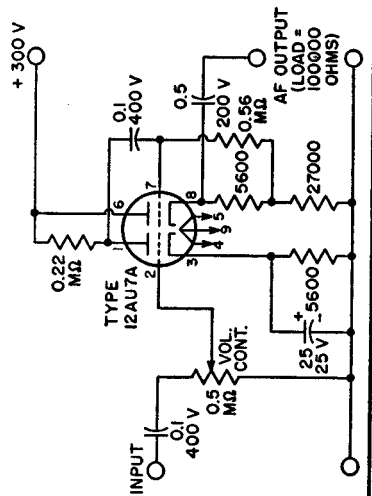 INPUT
0.1
400 V
0.5
MΩ
VOL.
CONT.
TYPE
12AU7A
0.22
MΩ
+ 300 V
1
6
2
7
3
4
9
5
8
0.1
400 V
0.5
200 V
0.56
MΩ
5600
27000
25
25 V
+
-
5600
AF OUTPUT
(LOAD=
100000
OHMS)